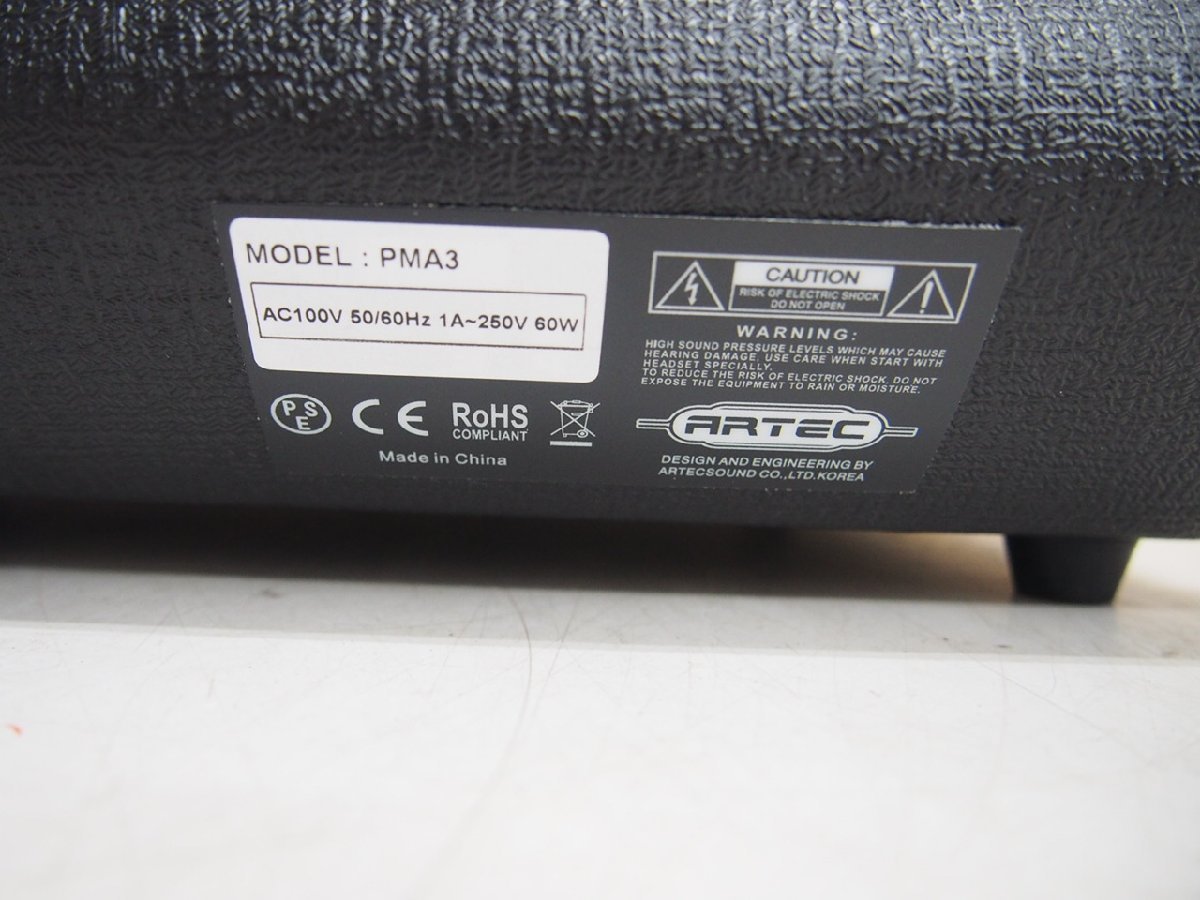 MODEL : PMA3
AC100V 50/60Hz 1A~250V 60W
PSE
CE
RoHS
COMPLIANT
Made in China
CAUTION
RISK OF ELECTRIC SHOCK
DO NOT OPEN
WARNING:
HIGH SOUND PRESSURE LEVELS WHICH MAY CAUSE
HEARING DAMAGE. USE CARE WHEN START WITH
HEADSET SPECIALLY.
TO REDUCE THE RISK OF ELECTRIC SHOCK, DO NOT
EXPOSE THE EQUIPMENT TO RAIN OR MOISTURE.
ARTEC
DESIGN AND ENGINEERING BY
ARTECSOUND CO.,LTD.KOREA